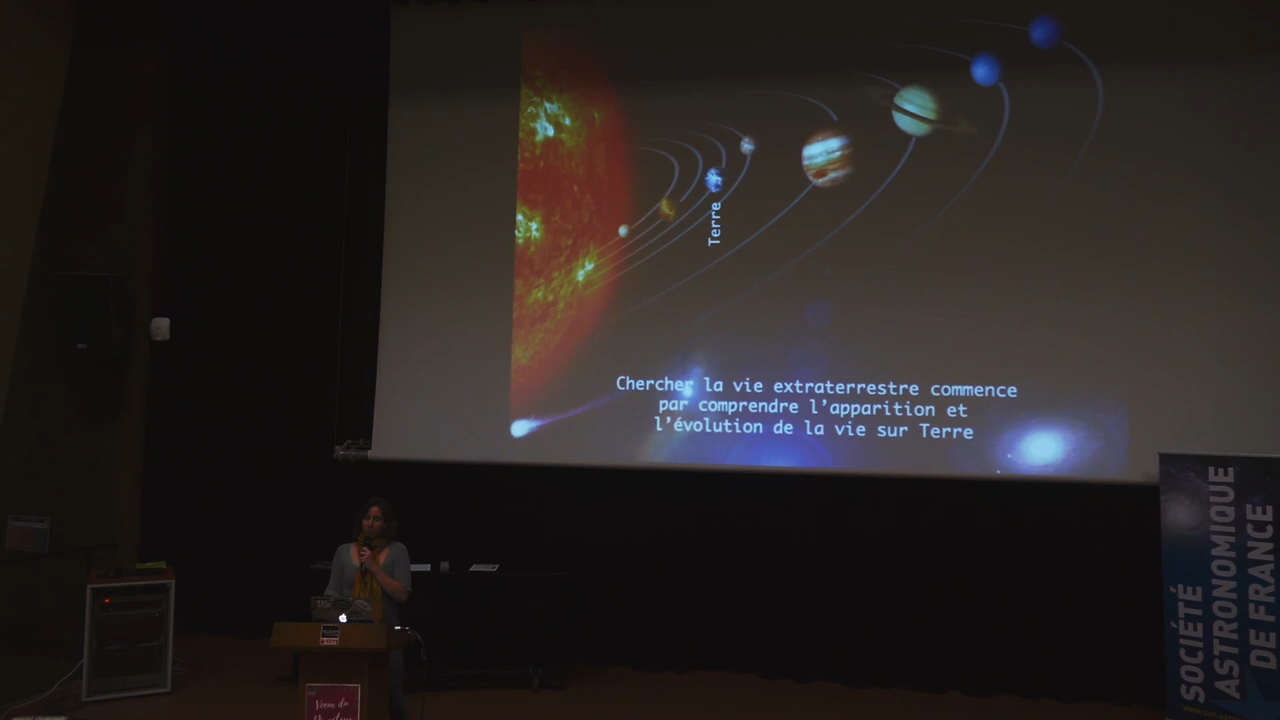 Terre
Chercher la vie extraterrestre commence
par comprendre l'apparition et
l'évolution de la vie sur Terre
SOCIÉTÉ
ASTRONOMIQUE
DE FRANCE